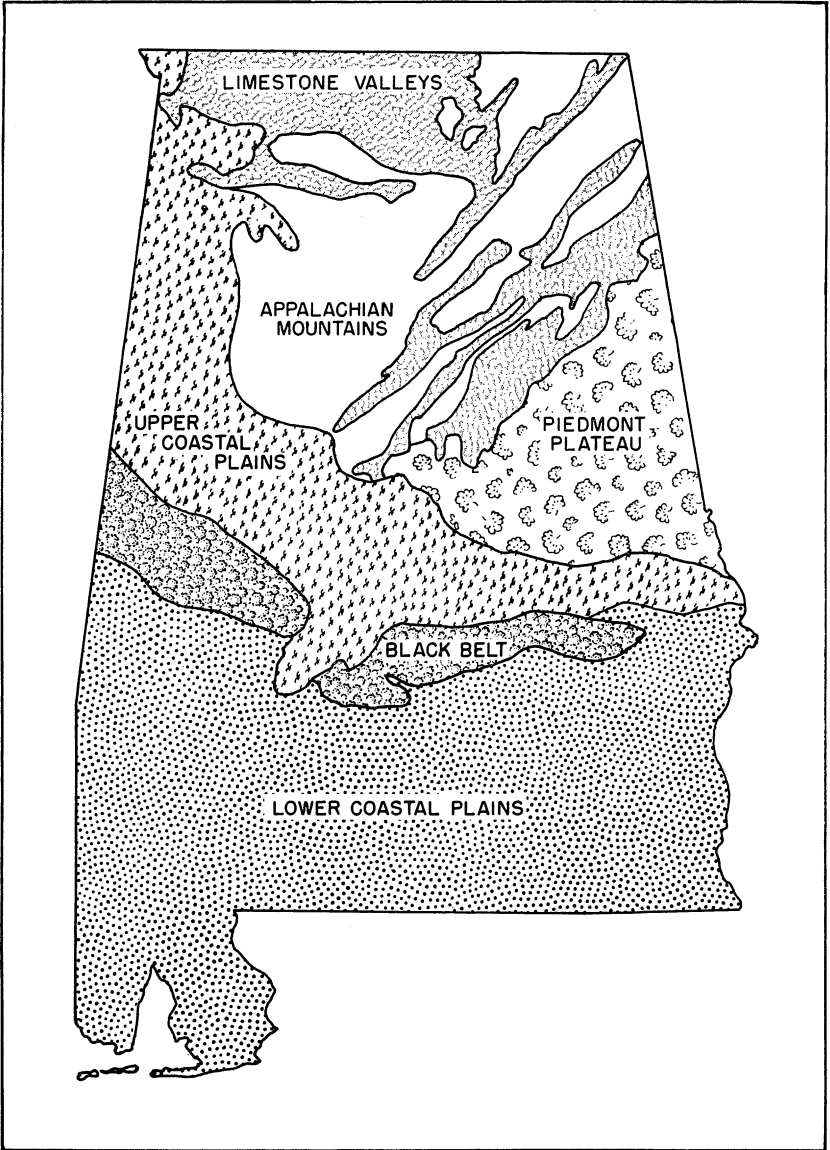 LIMESTONE VALLEYS
APPALACHIAN
MOUNTAINS
UPPER
COASTAL
PLAINS
PIEDMONT
PLATEAU
BLACK BELT
LOWER COASTAL PLAINS